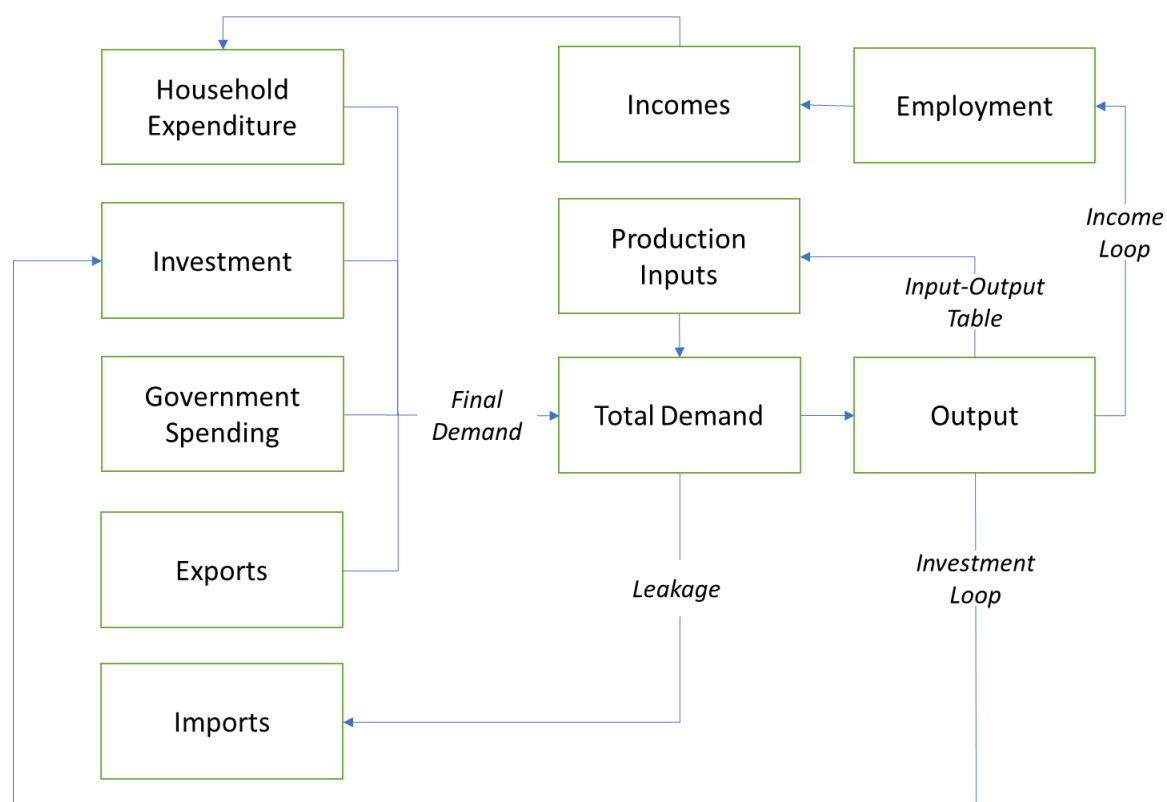 Household
Expenditure
Incomes
Employment
Investment
Production
Inputs
Income
Loop
Input-Output
Table
Government
Spending
Final
Demand
Total Demand
Output
Exports
Leakage
Investment
Loop
Imports